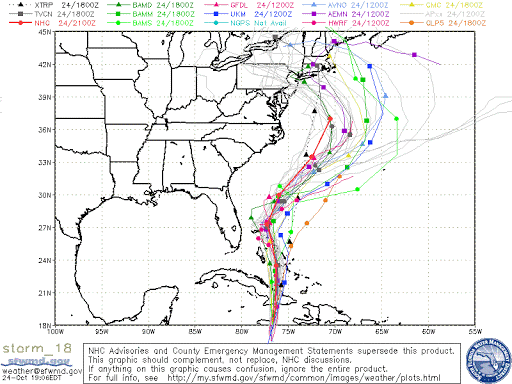 XTRP 24/1800Z BAMD 24/1800Z GFDL 24/1200Z AVNO 24/1200Z CMC 24/1800Z
TVCN 24/1800Z BAMM 24/1800Z UKM 24/1200Z AEMN 24/1200Z APzx 24/1200Z
NHC 24/2100Z BAMS 24/1800Z NGPS Not Avail HWRF 24/1200Z CLP5 24/1800Z
45N
42N
39N
36N
33N
30N
27N
24N
21N
18N
100W 95W 90W 85W 80W 75W 70W 65W 60W 55W
storm_18
sfwmd.gov
weather@sfwmd.gov
24-Oct 19:06EDT
NHC Advisories and County Emergency Management Statements supersede this product.
This graphic should complement, not replace, NHC discussions.
If anything on this graphic causes confusion, ignore the entire product.
For full info, see http://my.sfwmd.gov/sfwmd/common/images/weather/plots.html